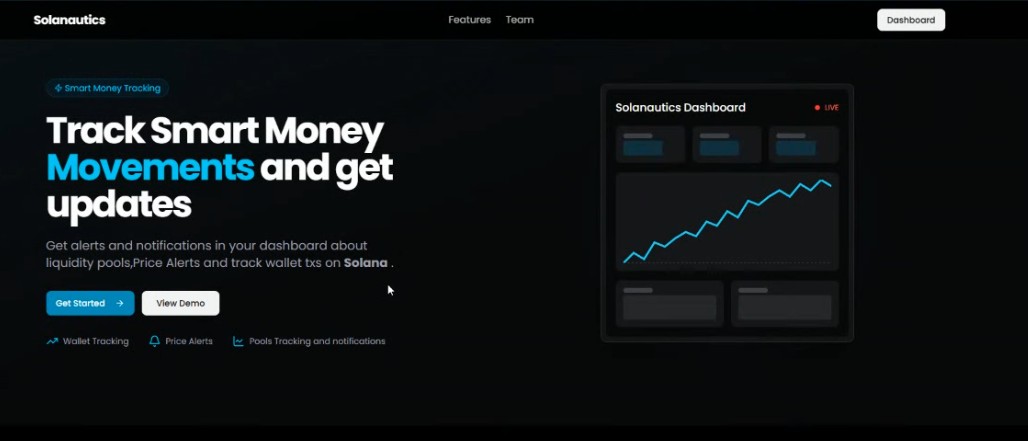 Solanautics
Features
Team
Dashboard
Smart Money Tracking
Track Smart Money
Movements and get
updates
Get alerts and notifications in your dashboard about
liquidity pools,Price Alerts and track wallet txs on Solana .
Get Started
View Demo
Wallet Tracking
Price Alerts
Pools Tracking and notifications
Solanautics Dashboard
LIVE